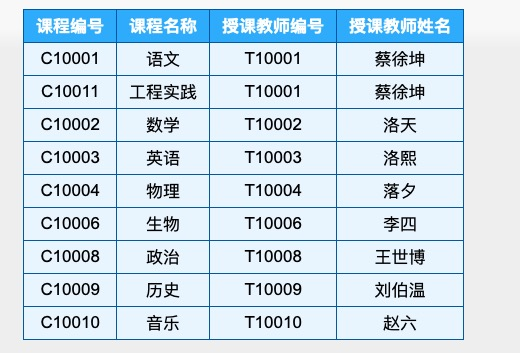 课程编号 课程名称 授课教师编号 授课教师姓名
C10001 语文 T10001 蔡徐坤
C10011 工程实践 T10001 蔡徐坤
C10002 数学 T10002 洛天
C10003 英语 T10003 洛熙
C10004 物理 T10004 落夕
C10006 生物 T10006 李四
C10008 政治 T10008 王世博
C10009 历史 T10009 刘伯温
C10010 音乐 T10010 赵六